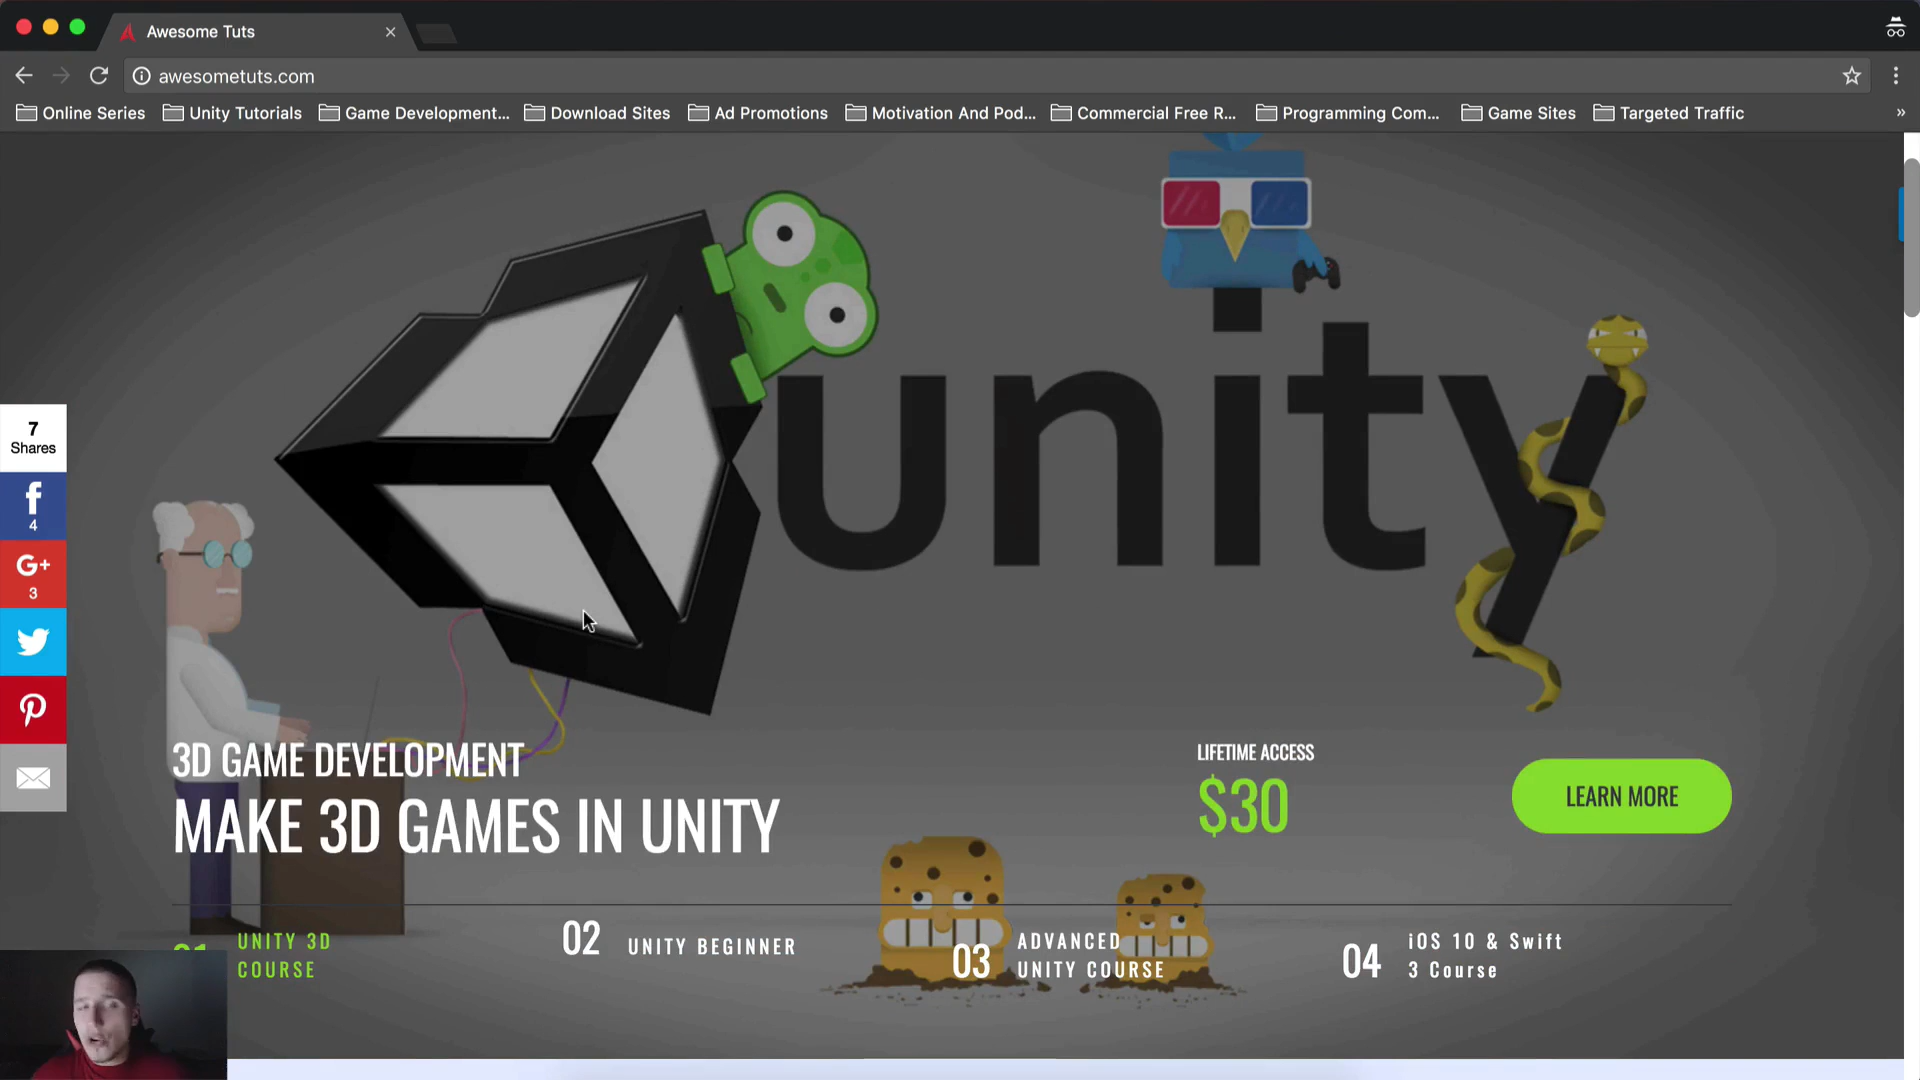 Awesome Tuts
awesometuts.com
Online Series
Unity Tutorials
Game Development...
Download Sites
Ad Promotions
Motivation And Pod...
Commercial Free R...
Programming Com...
Game Sites
Targeted Traffic
»
unity
7
Shares
4
G+
3
3D GAME DEVELOPMENT
MAKE 3D GAMES IN UNITY
LIFETIME ACCESS
$30
LEARN MORE
01
UNITY 3D
COURSE
02
UNITY BEGINNER
03
ADVANCED
UNITY COURSE
04
iOS 10 & Swift
3 Course